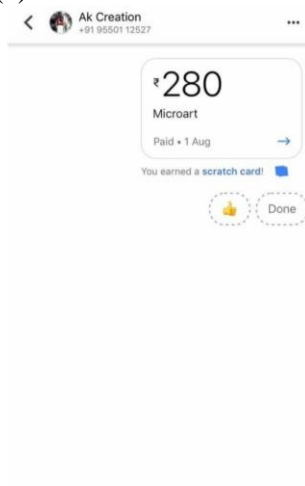 Ak Creation
+91 95501 12527
₹280
Microart
Paid • 1 Aug
You earned a scratch card!
Done